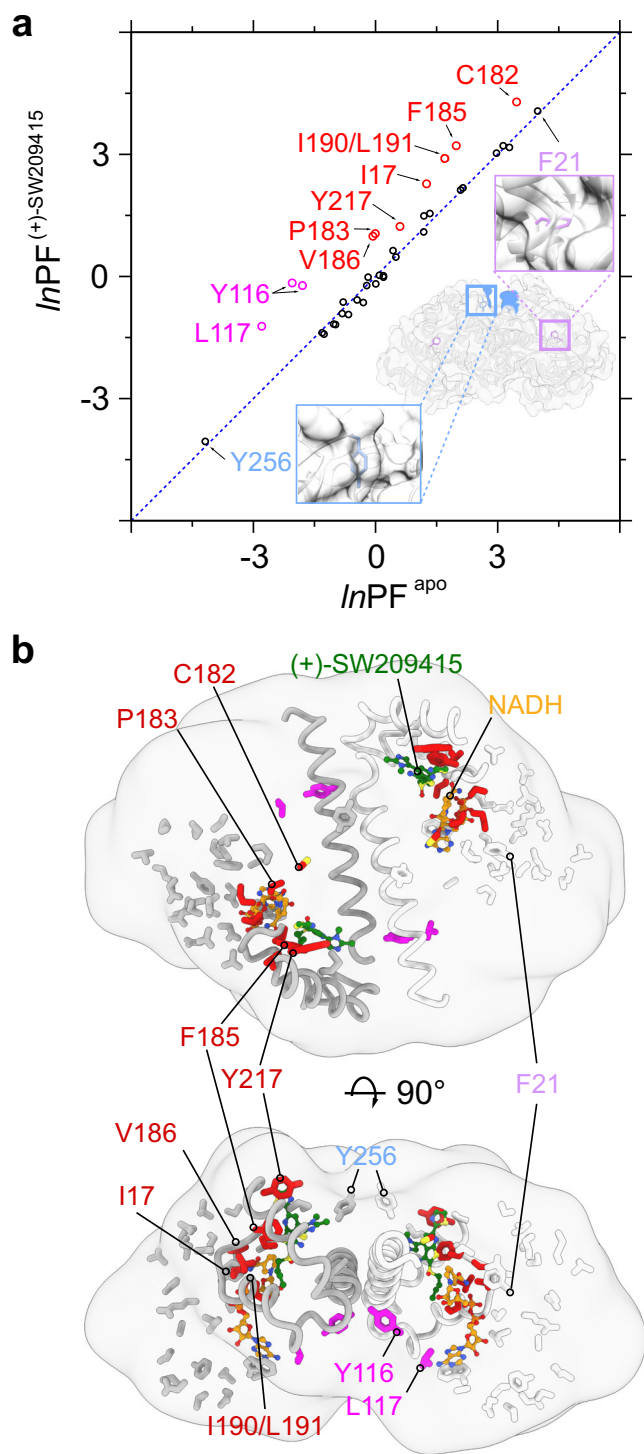 a
lnPF (+)-SW209415
3
0
-3
-3
0
3
lnPF apo
C182
F185
I190/L191
I17
Y217
P183
V186
Y116
L117
F21
Y256
b
(+)-SW209415
C182
NADH
P183
F185
Y217
90°
F21
V186
Y256
I17
Y116
L117
I190/L191